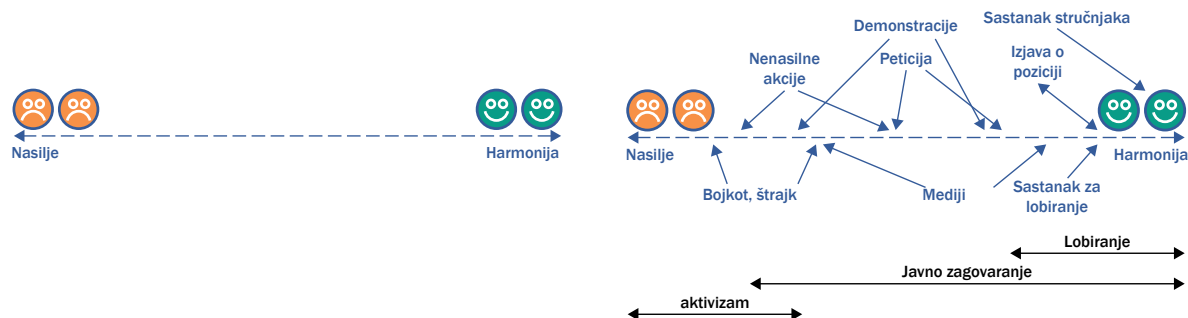 Nasilje
Harmonija
Sastanak stručnjaka
Demonstracije
Izjava o
poziciji
Nenasilne
akcije
Peticija
Nasilje
Harmonija
Bojkot, štrajk
Mediji
Sastanak za
lobiranje
Lobiranje
Javno zagovaranje
aktivizam